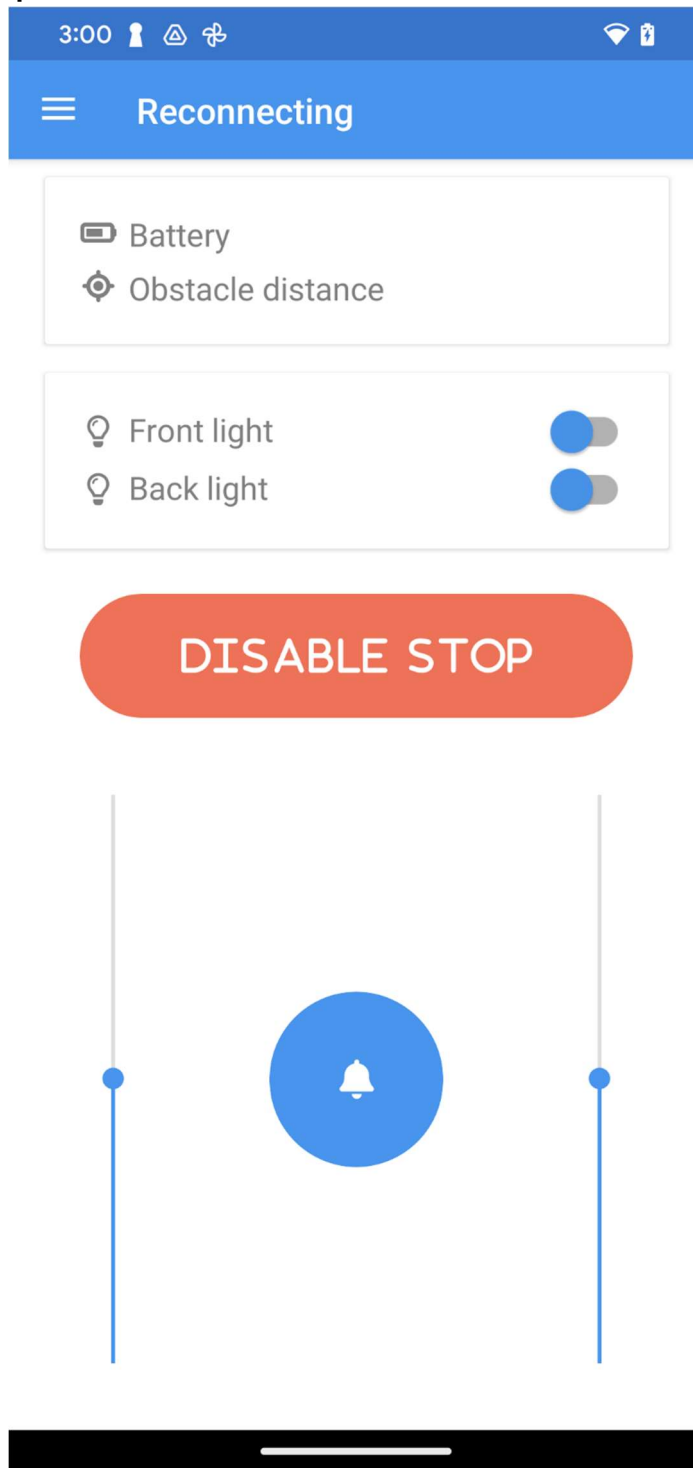 3:00
Reconnecting
Battery
Obstacle distance
Front light
Back light
DISABLE STOP